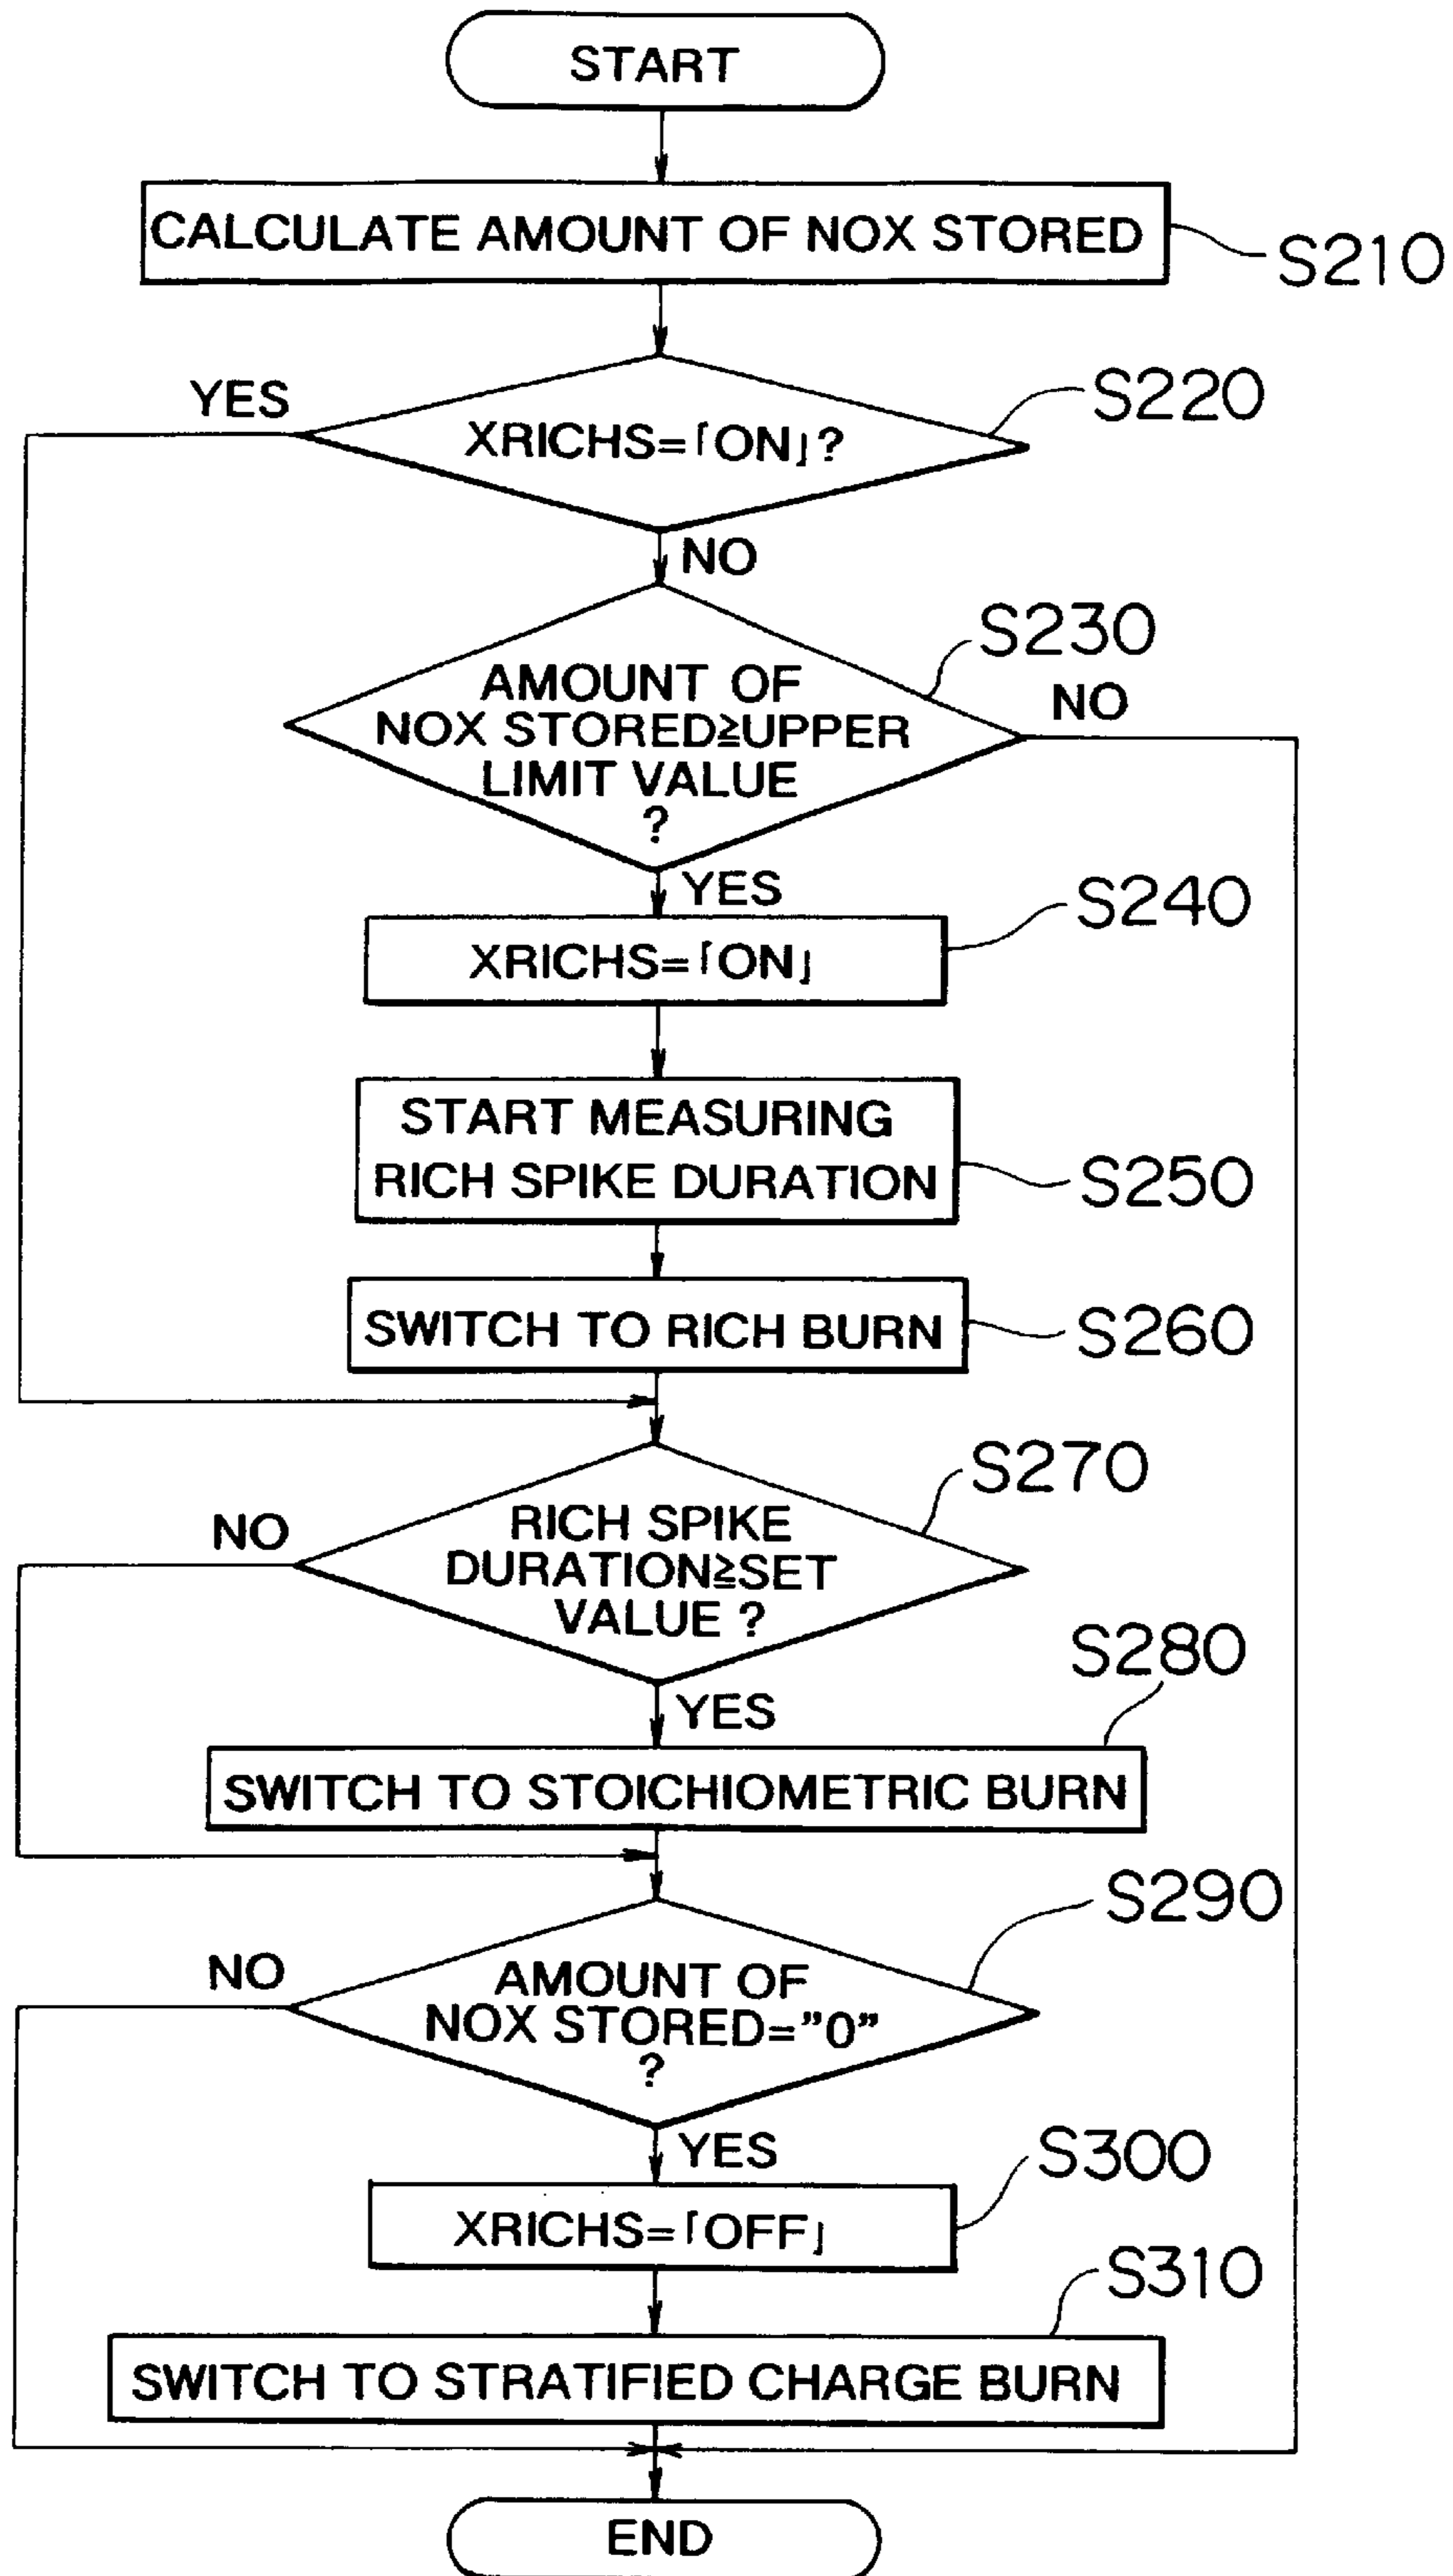 START
CALCULATE AMOUNT OF NOX STORED
S210
S220
YES
XRICHS=「ON」?
NO
S230
AMOUNT OF
NOX STORED≧UPPER
LIMIT VALUE
?
NO
YES
S240
XRICHS=「ON」
START MEASURING
RICH SPIKE DURATION
S250
SWITCH TO RICH BURN
S260
S270
NO
RICH SPIKE
DURATION≧SET
VALUE ?
S280
YES
SWITCH TO STOICHIOMETRIC BURN
S290
NO
AMOUNT OF
NOX STORED=”0”
?
YES
S300
XRICHS=「OFF」
S310
SWITCH TO STRATIFIED CHARGE BURN
END